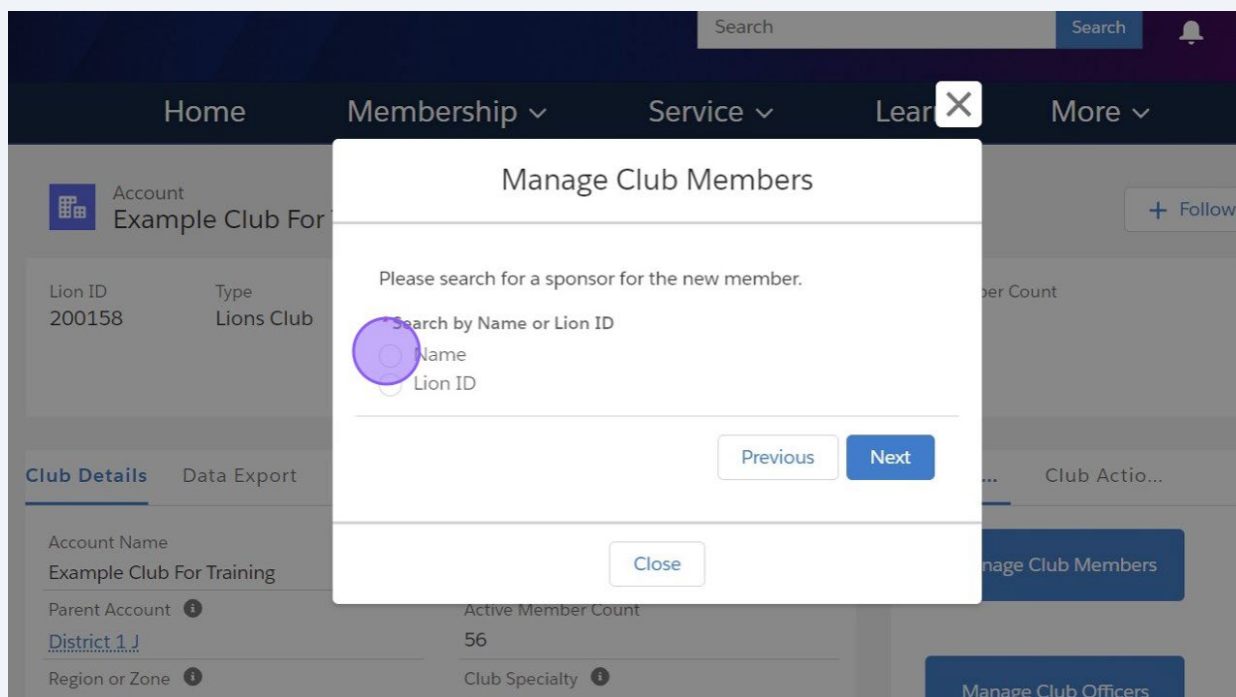 Search
Search
Home Membership Service Lear More
Manage Club Members
Account
Example Club For
+ Follow
Please search for a sponsor for the new member.
Lion ID Type Count
200158 Lions Club
* Search by Name or Lion ID
Name
Lion ID
Previous Next
Club Details Data Export ... Club Actio...
Account Name
Example Club For Training
Close
nage Club Members
Parent Account Active Member Count
District 1 J 56
Region or Zone Club Specialty
Manage Club Officers